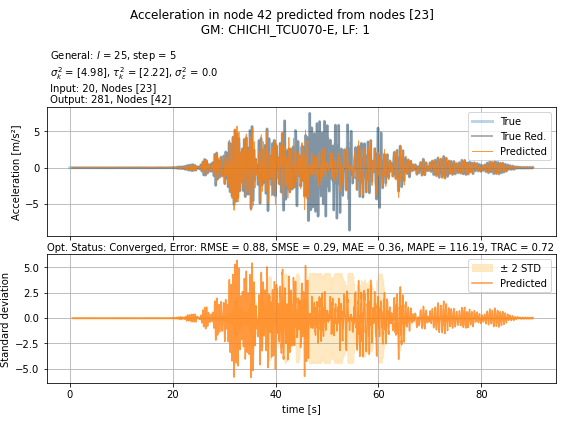 Acceleration in node 42 predicted from nodes [23]
GM: CHICHI_TCU070-E, LF: 1
General: l = 25, step = 5
σ²ₖ = [4.98], τ²ₖ = [2.22], σ²ε = 0.0
Input: 20, Nodes [23]
Output: 281, Nodes [42]
Acceleration [m/s²]
5
0
−5
True
True Red.
Predicted
Opt. Status: Converged, Error: RMSE = 0.88, SMSE = 0.29, MAE = 0.36, MAPE = 116.19, TRAC = 0.72
Standard deviation
5.0
2.5
0.0
−2.5
−5.0
± 2 STD
Predicted
0 20 40 60 80
time [s]